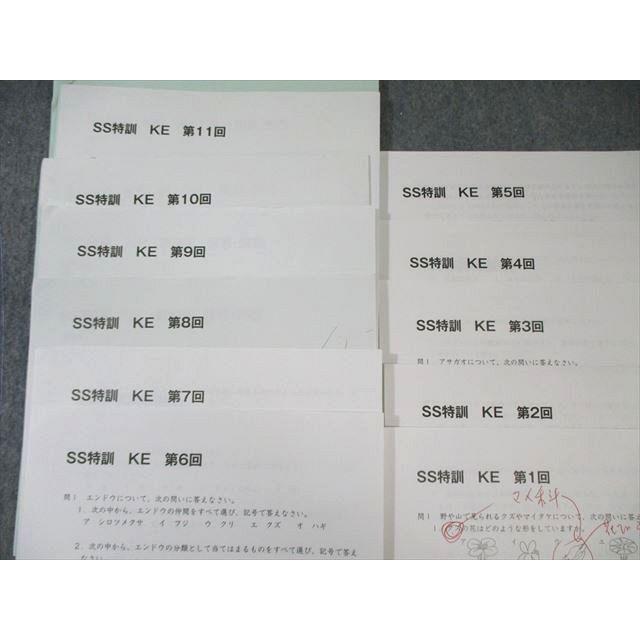 SS特訓 KE 第11回
SS特訓 KE 第10回
SS特訓 KE 第9回
SS特訓 KE 第8回
SS特訓 KE 第7回
SS特訓 KE 第6回
問1 エンドウについて、次の問いに答えなさい。
1．次の中から、エンドウの仲間をすべて選び、記号で答えなさい。
ア シロツメクサ イ フジ ウ クリ エ クズ オ ハギ
2．次の中から、エンドウの分類として当てはまるものをすべて選び、記号で答え
なさい。
SS特訓 KE 第5回
SS特訓 KE 第4回
SS特訓 KE 第3回
問1 アサガオについて、次の問いに答えなさい。
SS特訓 KE 第2回
SS特訓 KE 第1回
マメ科
問1 野や山で見られるクズやマイタケについて、次の問いに答え
1 クズの花はどのような形をしていますか。
ア イ ウ エ